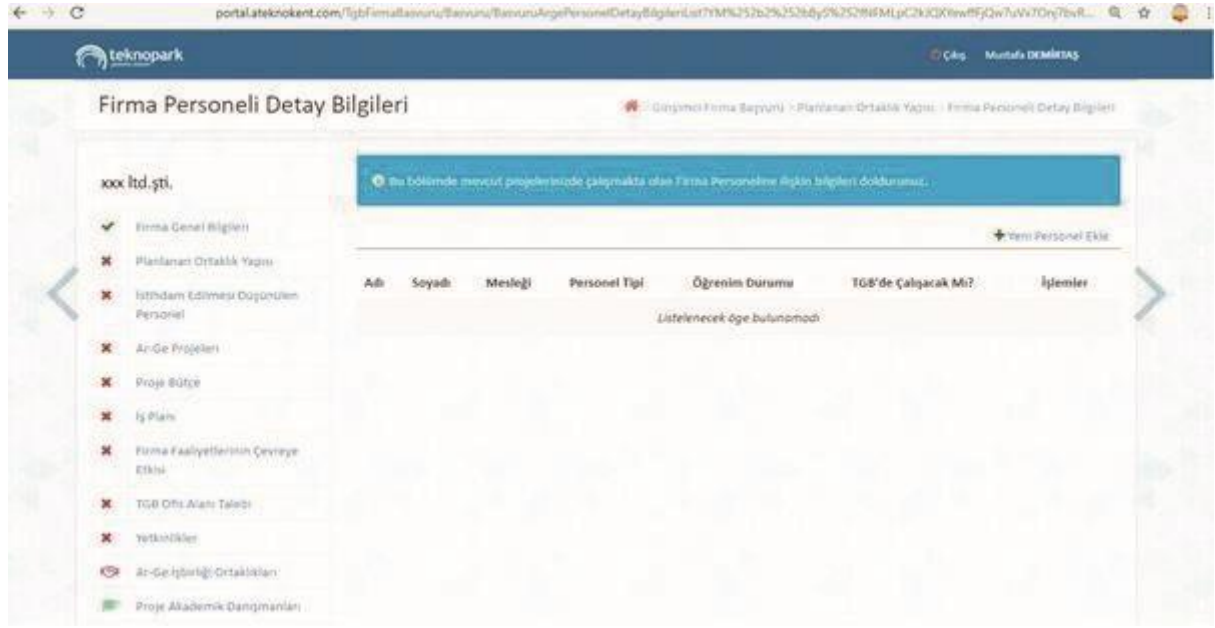 portal.ateknokent.com/TgbFirmaBasvuru/Basvuru/BasvuruArgePersonelDetayBilgileriList?
teknopark
Çıkış Mustafa DEMİRTAŞ
Firma Personeli Detay Bilgileri
Girişimci Firma Başvuru > Planlanan Ortaklık Yapısı > Firma Personeli Detay Bilgileri
xxx ltd.şti.
Bu bölümde mevcut projelerinizde çalışmakta olan Firma Personeline ilişkin bilgileri doldurunuz.
Firma Genel Bilgileri
Yeni Personel Ekle
Planlanan Ortaklık Yapısı
Adı Soyadı Mesleği Personel Tipi Öğrenim Durumu TGB'de Çalışacak Mı? İşlemler
İstihdam Edilmesi Düşünülen
Personel
Listelenecek öge bulunamadı
Ar-Ge Projeleri
Proje Bütçe
İş Planı
Firma Faaliyetlerinin Çevreye
Etkisi
TGB Ofis Alanı Talebi
Yetkinlikler
Ar-Ge İşbirliği Ortaklıkları
Proje Akademik Danışmanları